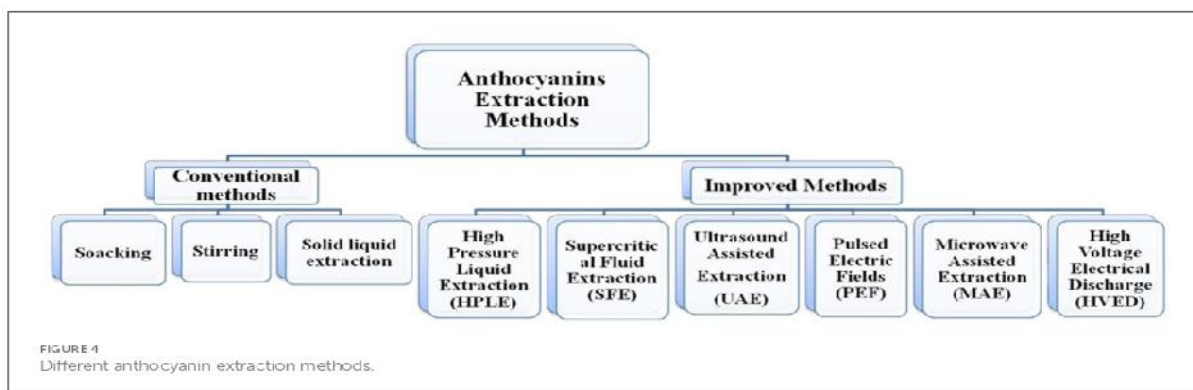 Anthocyanins
Extraction
Methods
Conventional
methods
Improved Methods
Soacking
Stirring
Solid liquid
extraction
High
Pressure
Liquid
Extraction
(HPLE)
Supercritic
al Fluid
Extraction
(SFE)
Ultrasound
Assisted
Extraction
(UAE)
Pulsed
Electric
Fields
(PEF)
Microwave
Assisted
Extraction
(MAE)
High
Voltage
Electrical
Discharge
(HVED)
FIGURE 4
Different anthocyanin extraction methods.